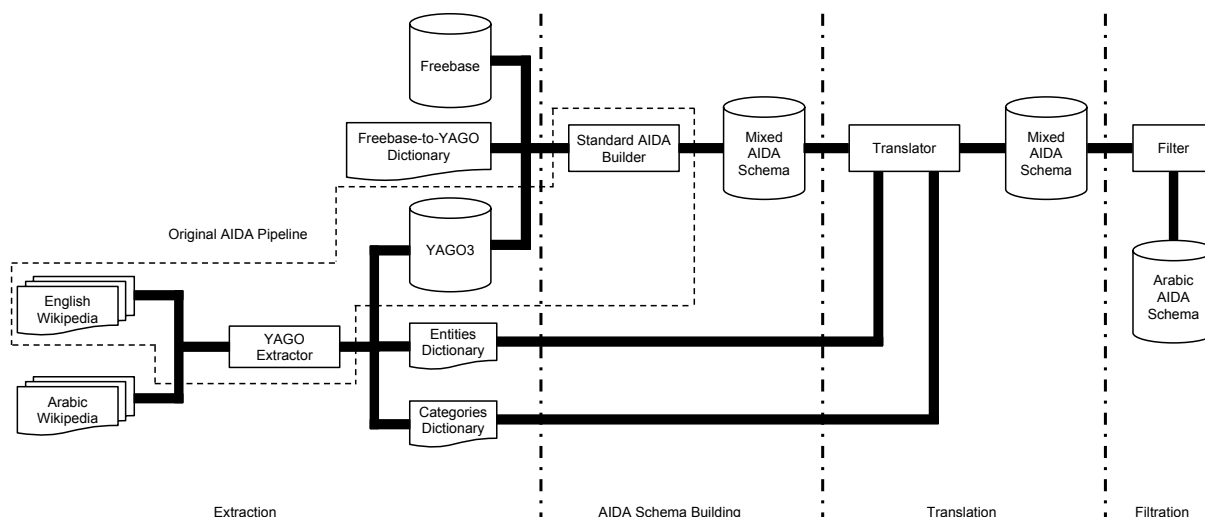 Freebase
Freebase-to-YAGO
Dictionary
Standard AIDA
Builder
Mixed
AIDA
Schema
Translator
Mixed
AIDA
Schema
Filter
Original AIDA Pipeline
YAGO3
English
Wikipedia
YAGO
Extractor
Entities
Dictionary
Arabic
AIDA
Schema
Arabic
Wikipedia
Categories
Dictionary
Extraction
AIDA Schema Building
Translation
Filtration